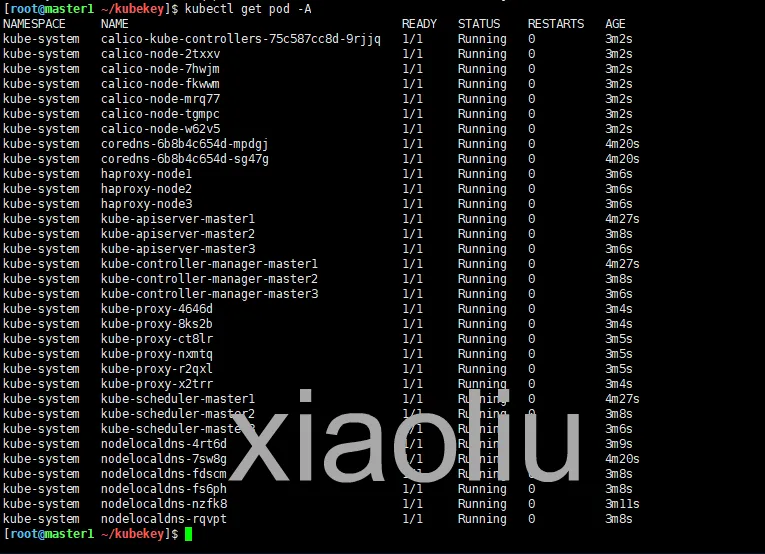 [root@master1 ~/kubekey]$ kubectl get pod -A
NAMESPACE NAME READY STATUS RESTARTS AGE
kube-system calico-kube-controllers-75c587cc8d-9rjjq 1/1 Running 0 3m2s
kube-system calico-node-2txxv 1/1 Running 0 3m2s
kube-system calico-node-7hwjm 1/1 Running 0 3m2s
kube-system calico-node-fkwwm 1/1 Running 0 3m2s
kube-system calico-node-mrq77 1/1 Running 0 3m2s
kube-system calico-node-tgmpc 1/1 Running 0 3m2s
kube-system calico-node-w62v5 1/1 Running 0 3m2s
kube-system coredns-6b8b4c654d-mpdgj 1/1 Running 0 4m20s
kube-system coredns-6b8b4c654d-sg47g 1/1 Running 0 4m20s
kube-system haproxy-node1 1/1 Running 0 3m6s
kube-system haproxy-node2 1/1 Running 0 3m6s
kube-system haproxy-node3 1/1 Running 0 3m6s
kube-system kube-apiserver-master1 1/1 Running 0 4m27s
kube-system kube-apiserver-master2 1/1 Running 0 3m8s
kube-system kube-apiserver-master3 1/1 Running 0 3m6s
kube-system kube-controller-manager-master1 1/1 Running 0 4m27s
kube-system kube-controller-manager-master2 1/1 Running 0 3m8s
kube-system kube-controller-manager-master3 1/1 Running 0 3m6s
kube-system kube-proxy-4646d 1/1 Running 0 3m4s
kube-system kube-proxy-8ks2b 1/1 Running 0 3m4s
kube-system kube-proxy-ct8lr 1/1 Running 0 3m5s
kube-system kube-proxy-nxmtq 1/1 Running 0 3m5s
kube-system kube-proxy-r2qxl 1/1 Running 0 3m5s
kube-system kube-proxy-x2trr 1/1 Running 0 3m4s
kube-system kube-scheduler-master1 1/1 Running 0 4m27s
kube-system kube-scheduler-master2 1/1 Running 0 3m8s
kube-system kube-scheduler-master3 1/1 Running 0 3m6s
kube-system nodelocaldns-4rt6d 1/1 Running 0 3m9s
kube-system nodelocaldns-7sw8g 1/1 Running 0 4m20s
kube-system nodelocaldns-fdscm 1/1 Running 0 3m8s
kube-system nodelocaldns-fs6ph 1/1 Running 0 3m8s
kube-system nodelocaldns-nzfk8 1/1 Running 0 3m11s
kube-system nodelocaldns-rqvpt 1/1 Running 0 3m8s
[root@master1 ~/kubekey]$
xiaoliu